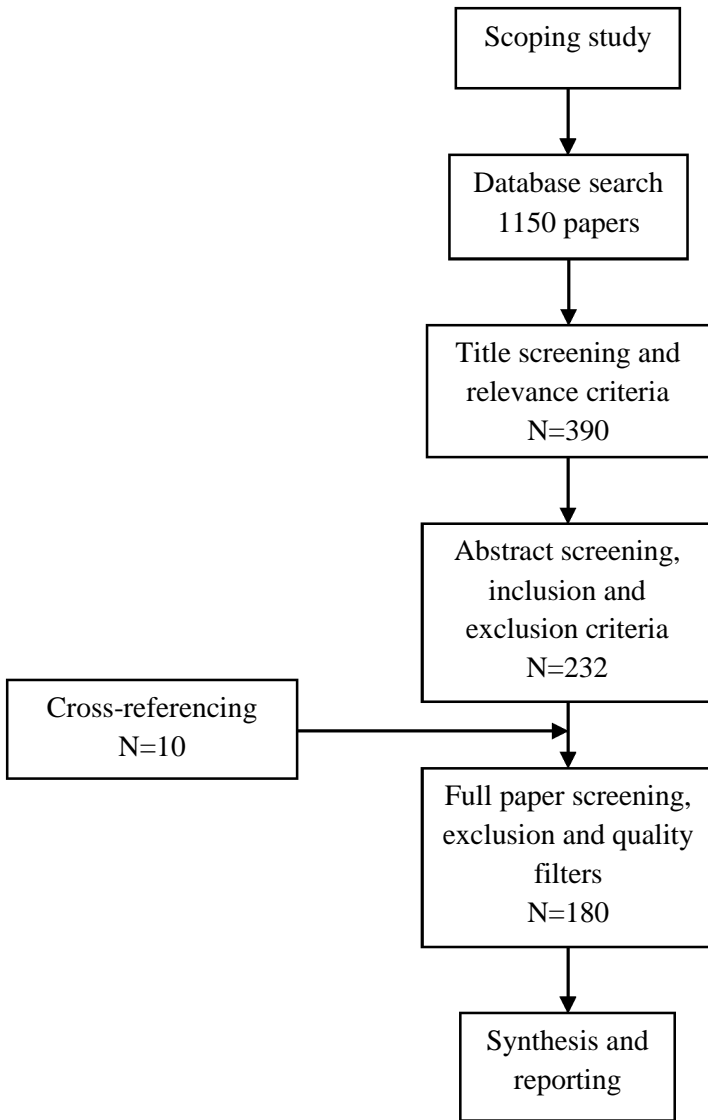 Scoping study
Database search
1150 papers
Title screening and
relevance criteria
N=390
Abstract screening,
inclusion and
exclusion criteria
N=232
Cross-referencing
N=10
Full paper screening,
exclusion and quality
filters
N=180
Synthesis and
reporting